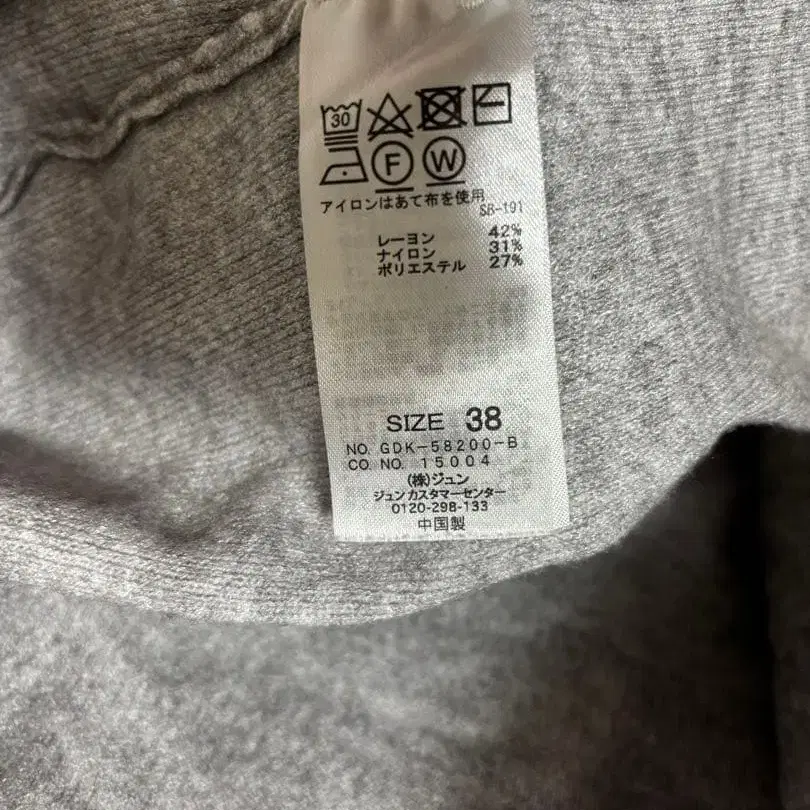 30
F W
アイロンはあて布を使用
SB-191
レーヨン 42%
ナイロン 31%
ポリエステル 27%
SIZE 38
NO. GDK-58200-B
CO NO. 15004
(株)ジュン
ジュンカスタマーセンター
0120-298-133
中国製